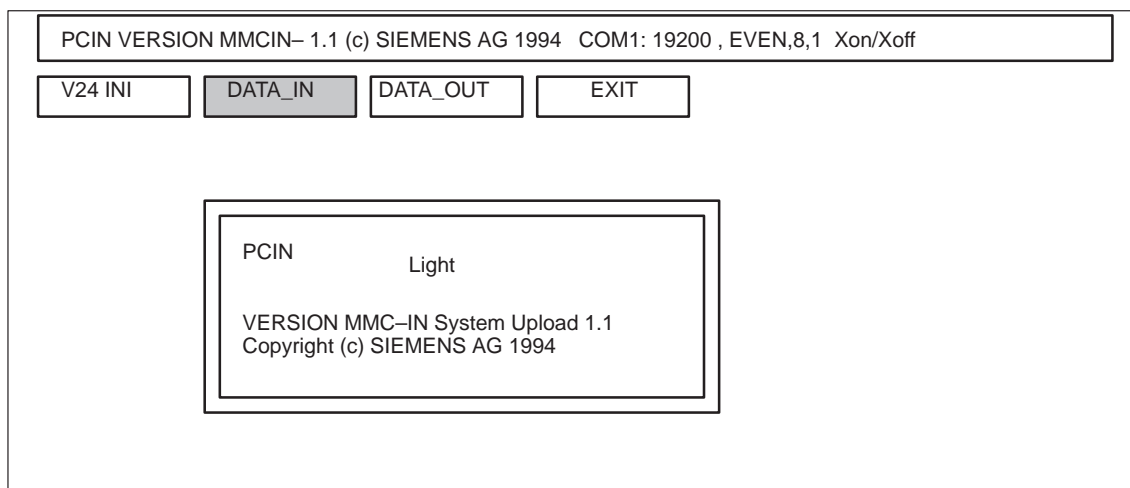 PCIN VERSION MMCIN– 1.1 (c) SIEMENS AG 1994 COM1: 19200 , EVEN,8,1 Xon/Xoff
V24 INI DATA_IN DATA_OUT EXIT
PCIN
Light
VERSION MMC–IN System Upload 1.1
Copyright (c) SIEMENS AG 1994